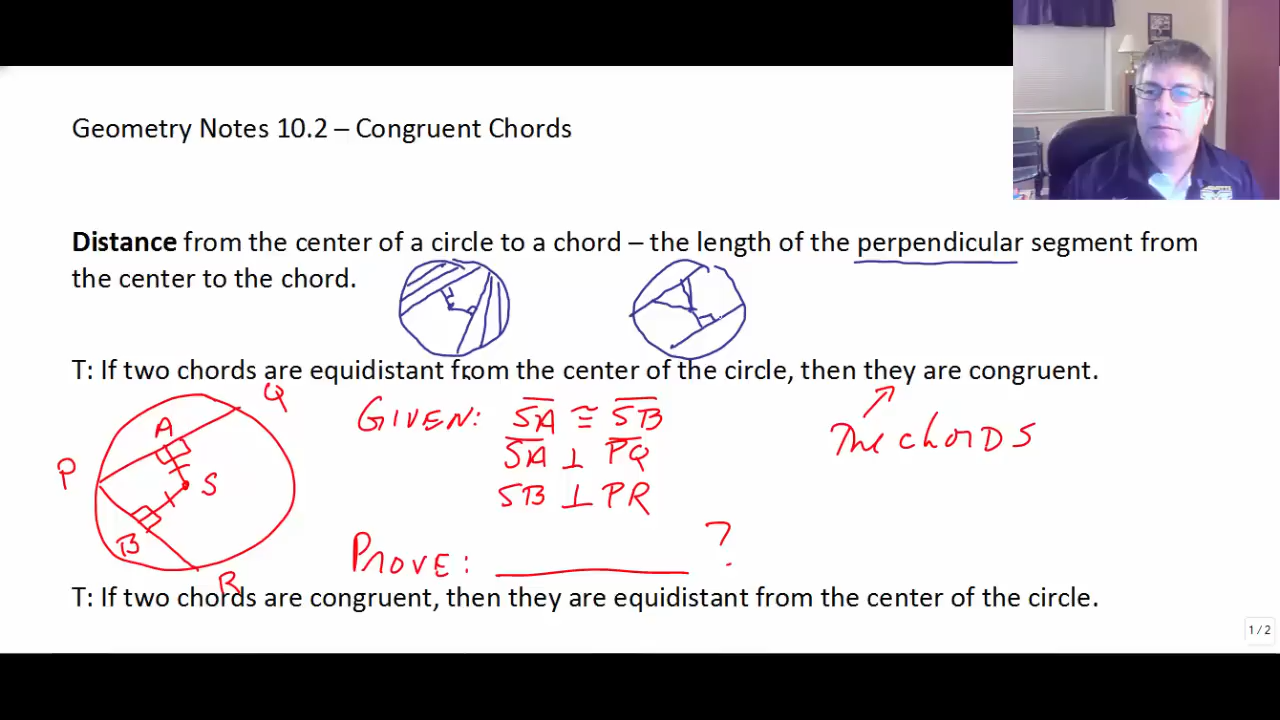 Geometry Notes 10.2 – Congruent Chords
Distance from the center of a circle to a chord – the length of the perpendicular segment from
the center to the chord.
T: If two chords are equidistant from the center of the circle, then they are congruent.
Q
A
P
S
B
R
GIVEN: SA ≅ SB
SA ⊥ PQ
SB ⊥ PR
The chORDS
PROVE: ________ ?
T: If two chords are congruent, then they are equidistant from the center of the circle.
1 / 2